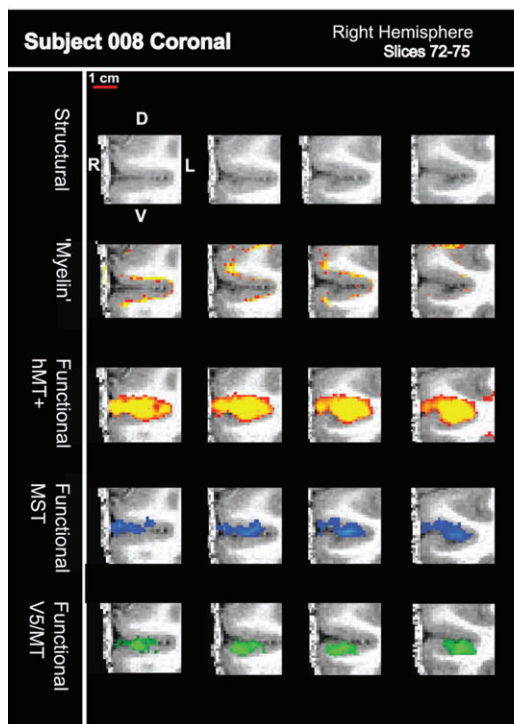 Subject 008 Coronal
Right Hemisphere
Slices 72-75
1 cm
Structural
D
R
L
V
'Myelin'
Functional
hMT+
Functional
MST
Functional
V5/MT